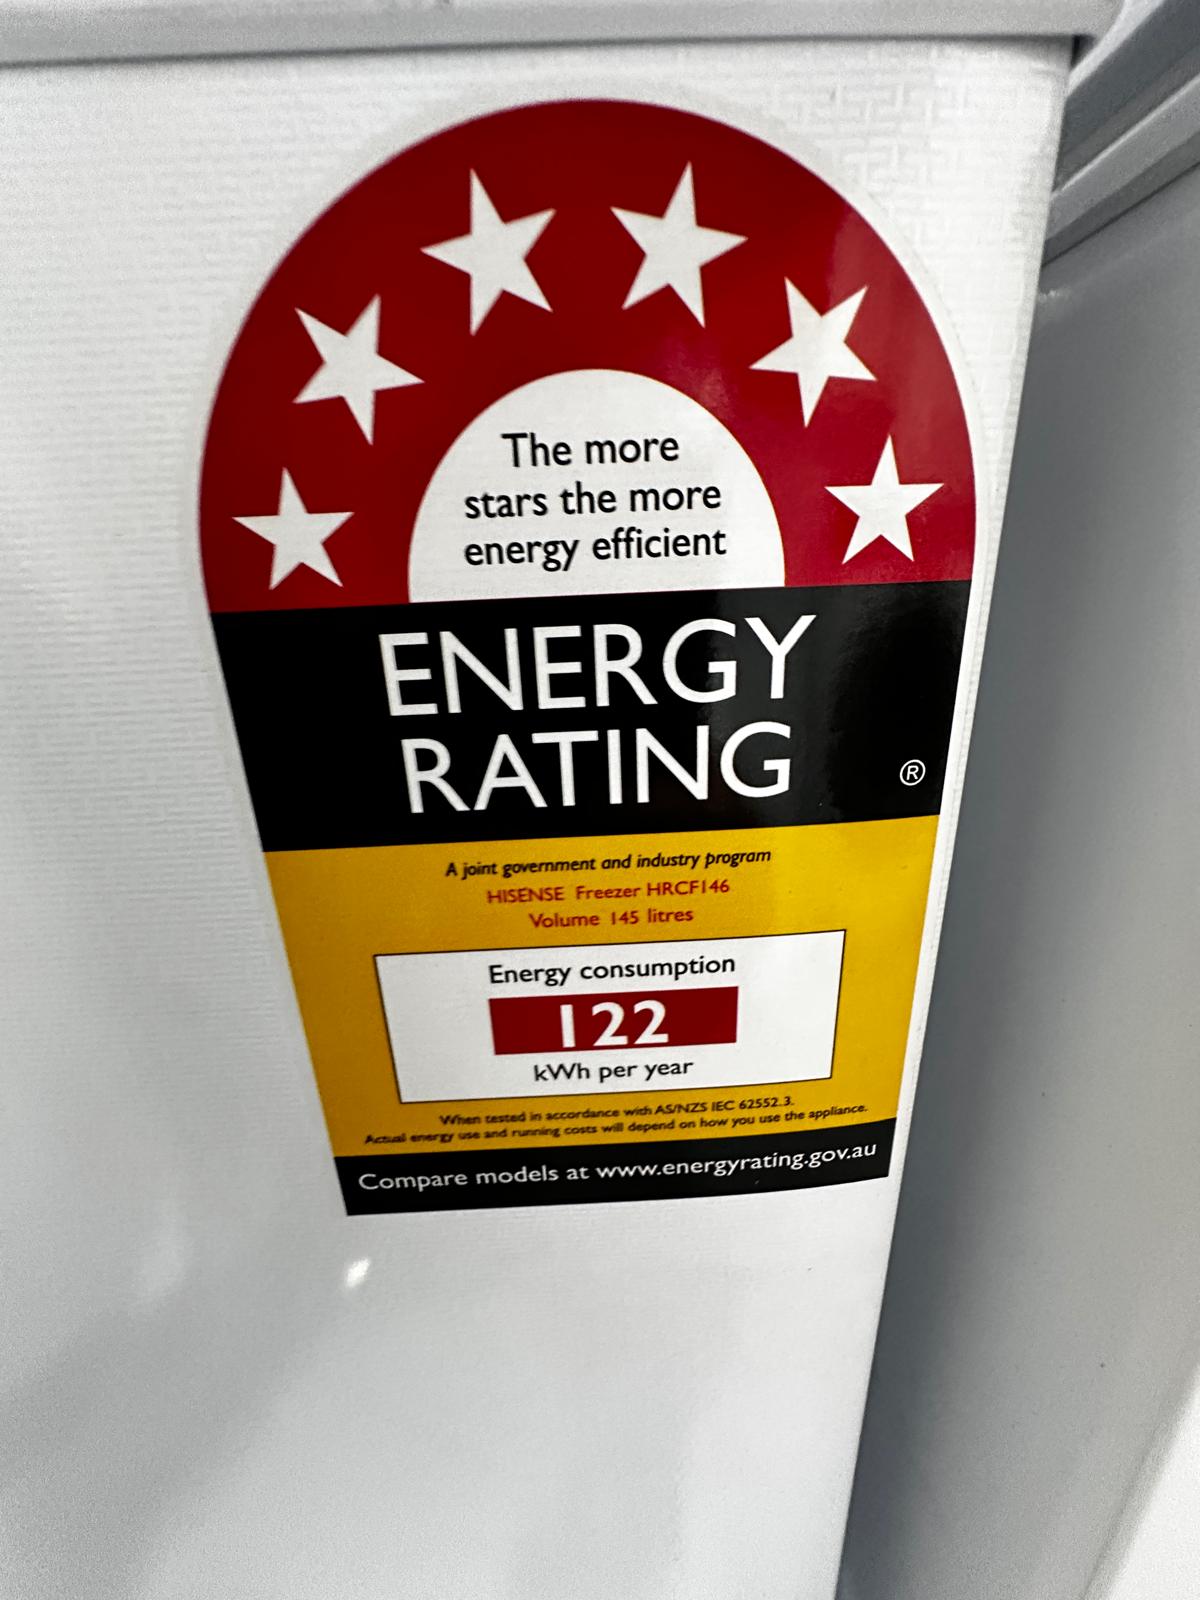 The more
stars the more
energy efficient
ENERGY
RATING
®
A joint government and industry program
HISENSE Freezer HRCF146
Volume 145 litres
Energy consumption
122
kWh per year
When tested in accordance with AS/NZS IEC 62552.3.
Actual energy use and running costs will depend on how you use the appliance.
Compare models at www.energyrating.gov.au